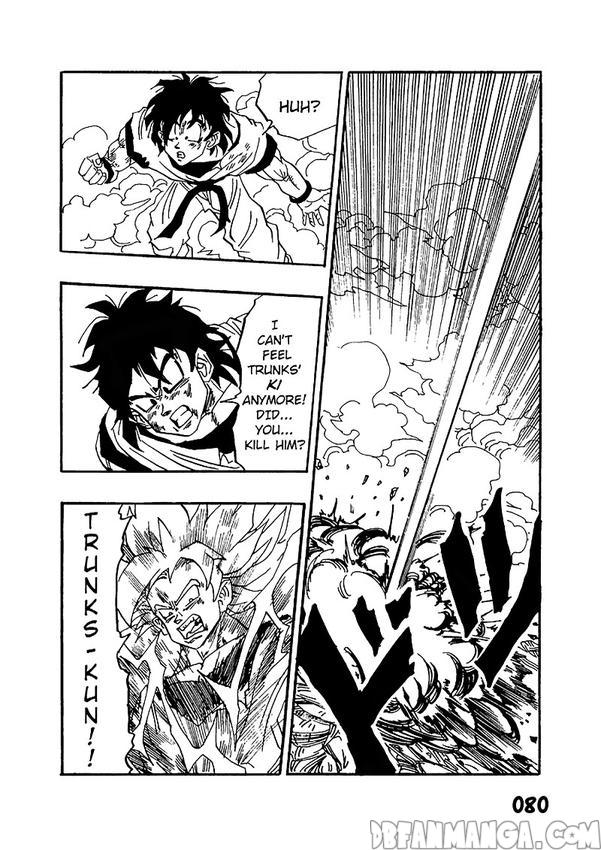 HUH?
I
CAN'T
FEEL
TRUNKS'
KI
ANYMORE!
DID...
YOU...
KILL HIM?
TRUNKS-KUN!!
080
DBFANMANGA.COM